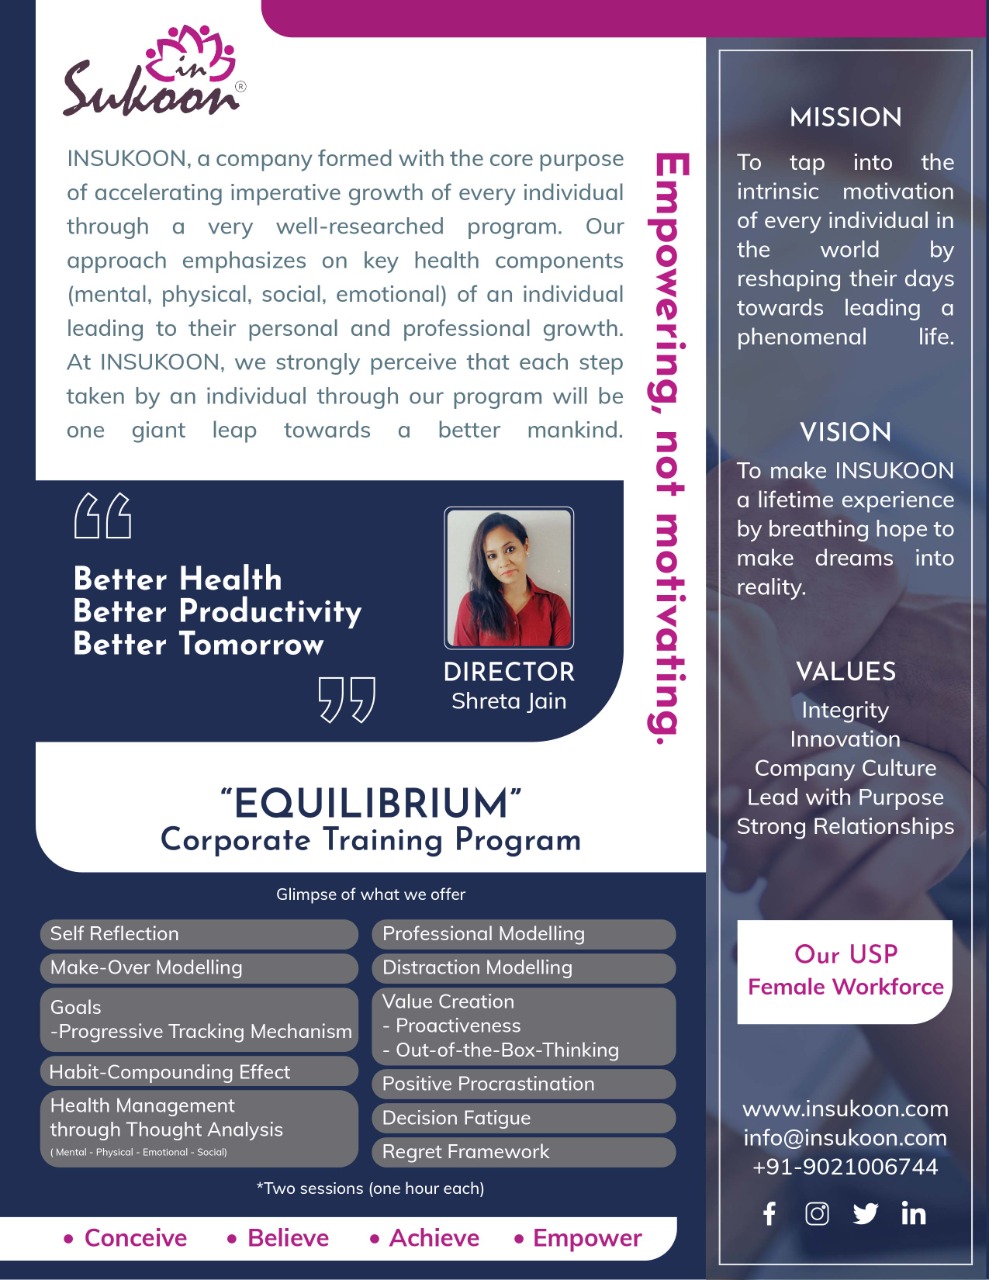 in
Sukoon®
INSUKOON, a company formed with the core purpose
of accelerating imperative growth of every individual
through a very well-researched program. Our
approach emphasizes on key health components
(mental, physical, social, emotional) of an individual
leading to their personal and professional growth.
At INSUKOON, we strongly perceive that each step
taken by an individual through our program will be
one giant leap towards a better mankind.
Empowering, not motivating.
“
Better Health
Better Productivity
Better Tomorrow
”
DIRECTOR
Shreta Jain
“EQUILIBRIUM”
Corporate Training Program
Glimpse of what we offer
Self Reflection
Make-Over Modelling
Goals
-Progressive Tracking Mechanism
Habit-Compounding Effect
Health Management
through Thought Analysis
( Mental - Physical - Emotional - Social)
Professional Modelling
Distraction Modelling
Value Creation
- Proactiveness
- Out-of-the-Box-Thinking
Positive Procrastination
Decision Fatigue
Regret Framework
*Two sessions (one hour each)
• Conceive • Believe • Achieve • Empower
MISSION
To tap into the
intrinsic motivation
of every individual in
the world by
reshaping their days
towards leading a
phenomenal life.
VISION
To make INSUKOON
a lifetime experience
by breathing hope to
make dreams into
reality.
VALUES
Integrity
Innovation
Company Culture
Lead with Purpose
Strong Relationships
Our USP
Female Workforce
www.insukoon.com
info@insukoon.com
+91-9021006744